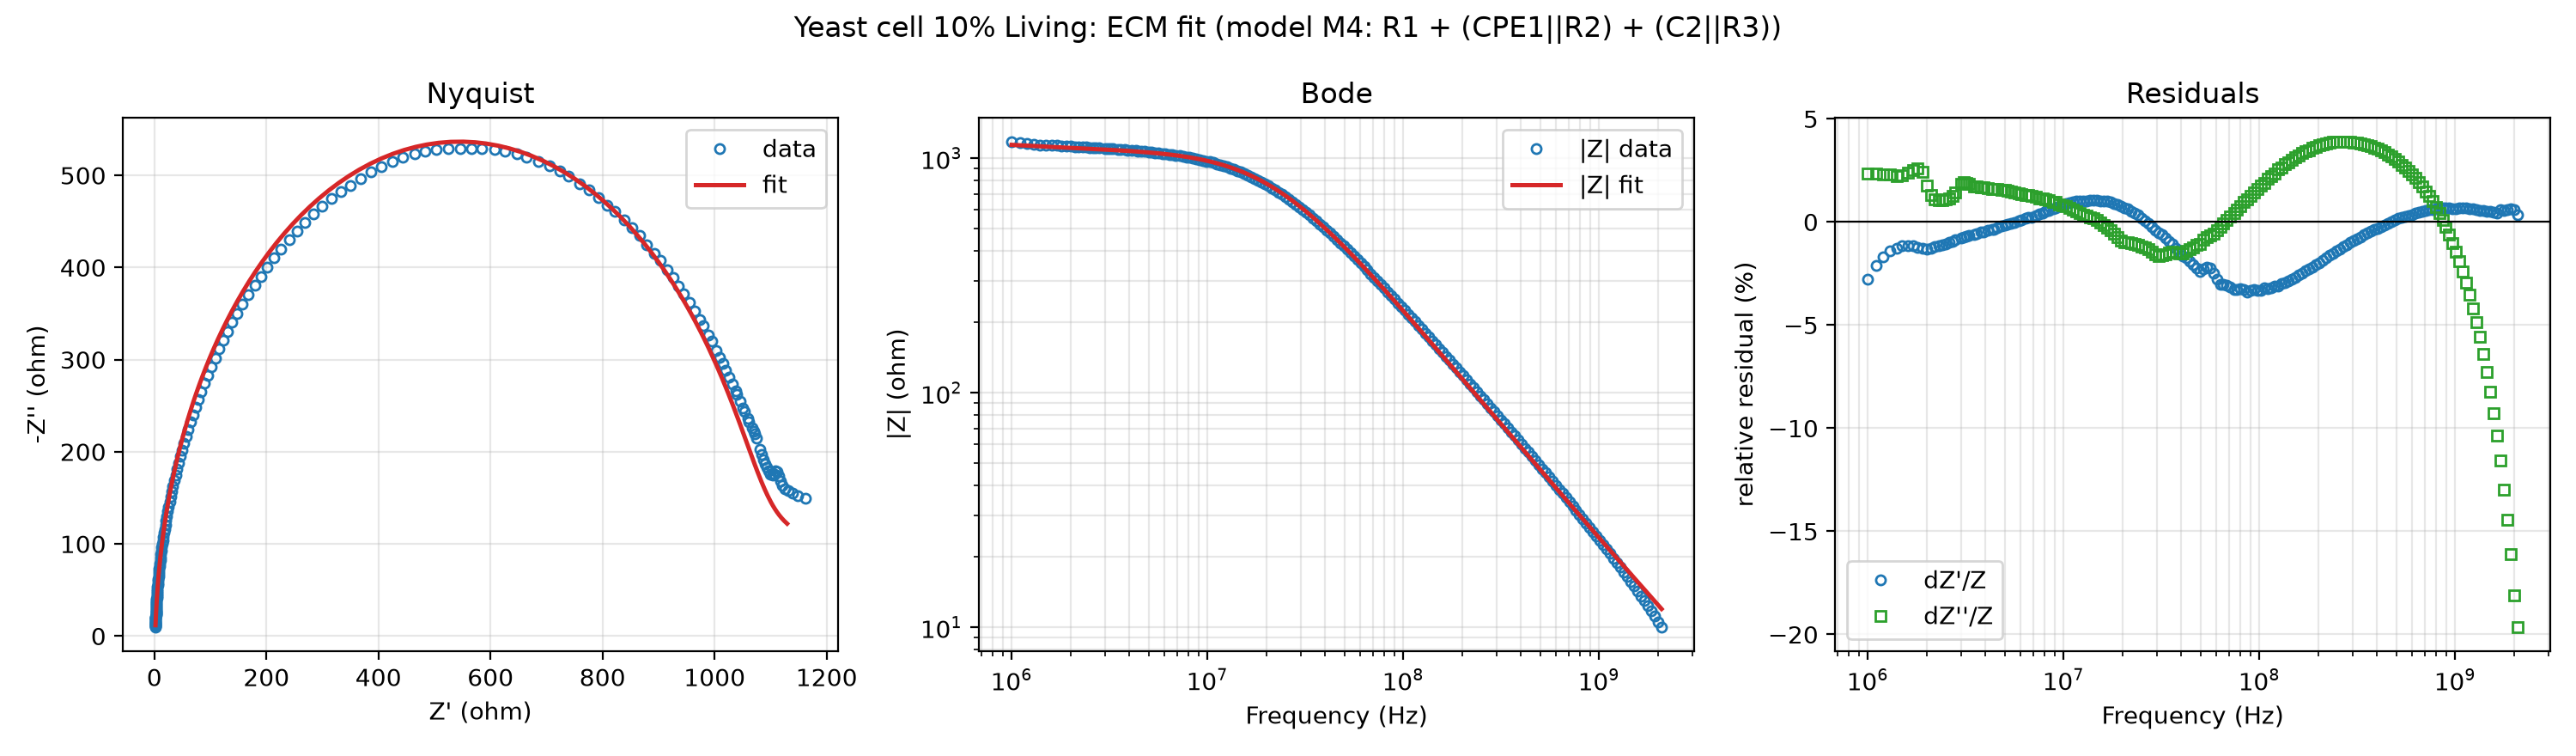 Yeast cell 10% Living: ECM fit (model M4: R1 + (CPE1||R2) + (C2||R3))
Nyquist
-Z'' (ohm)
500
400
300
200
100
0
0 200 400 600 800 1000 1200
Z' (ohm)
data
fit
Bode
|Z| (ohm)
10³
10²
10¹
10⁶ 10⁷ 10⁸ 10⁹
Frequency (Hz)
|Z| data
|Z| fit
Residuals
relative residual (%)
5
0
−5
−10
−15
−20
10⁶ 10⁷ 10⁸ 10⁹
Frequency (Hz)
dZ'/Z
dZ''/Z